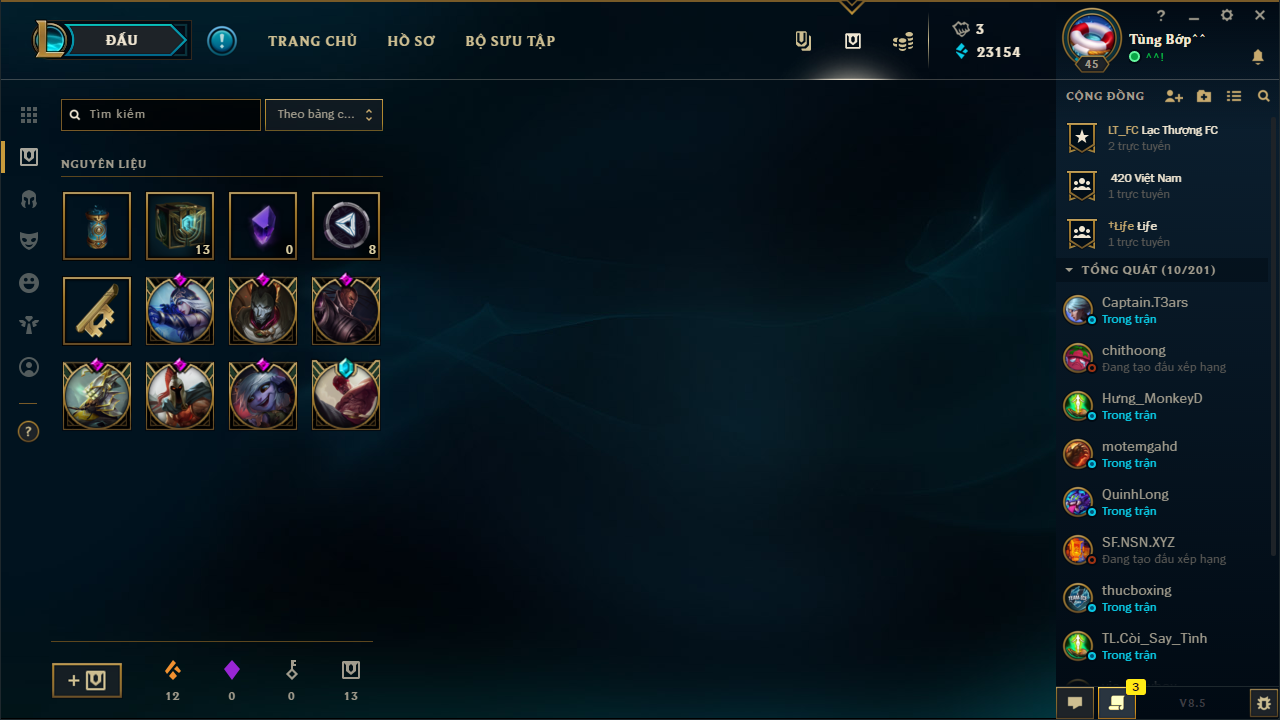 ĐẤU
!
TRANG CHỦ
HỒ SƠ
BỘ SƯU TẬP
3
23154
?
45
Tùng Bớp^^
^^!
Tìm kiếm
Theo bảng c...
NGUYÊN LIỆU
13
0
8
?
12
0
0
13
CỘNG ĐỒNG
LT_FC Lạc Thượng FC
2 trực tuyến
420 Việt Nam
1 trực tuyến
†Life Life
1 trực tuyến
TỔNG QUÁT (10/201)
Captain.T3ars
Trong trận
chithoong
Đang tạo đấu xếp hạng
Hưng_MonkeyD
Trong trận
motemgahd
Trong trận
QuinhLong
Trong trận
SF.NSN.XYZ
Đang tạo đấu xếp hạng
thucboxing
Trong trận
TL.Còi_Say_Tình
Trong trận
3
V8.5